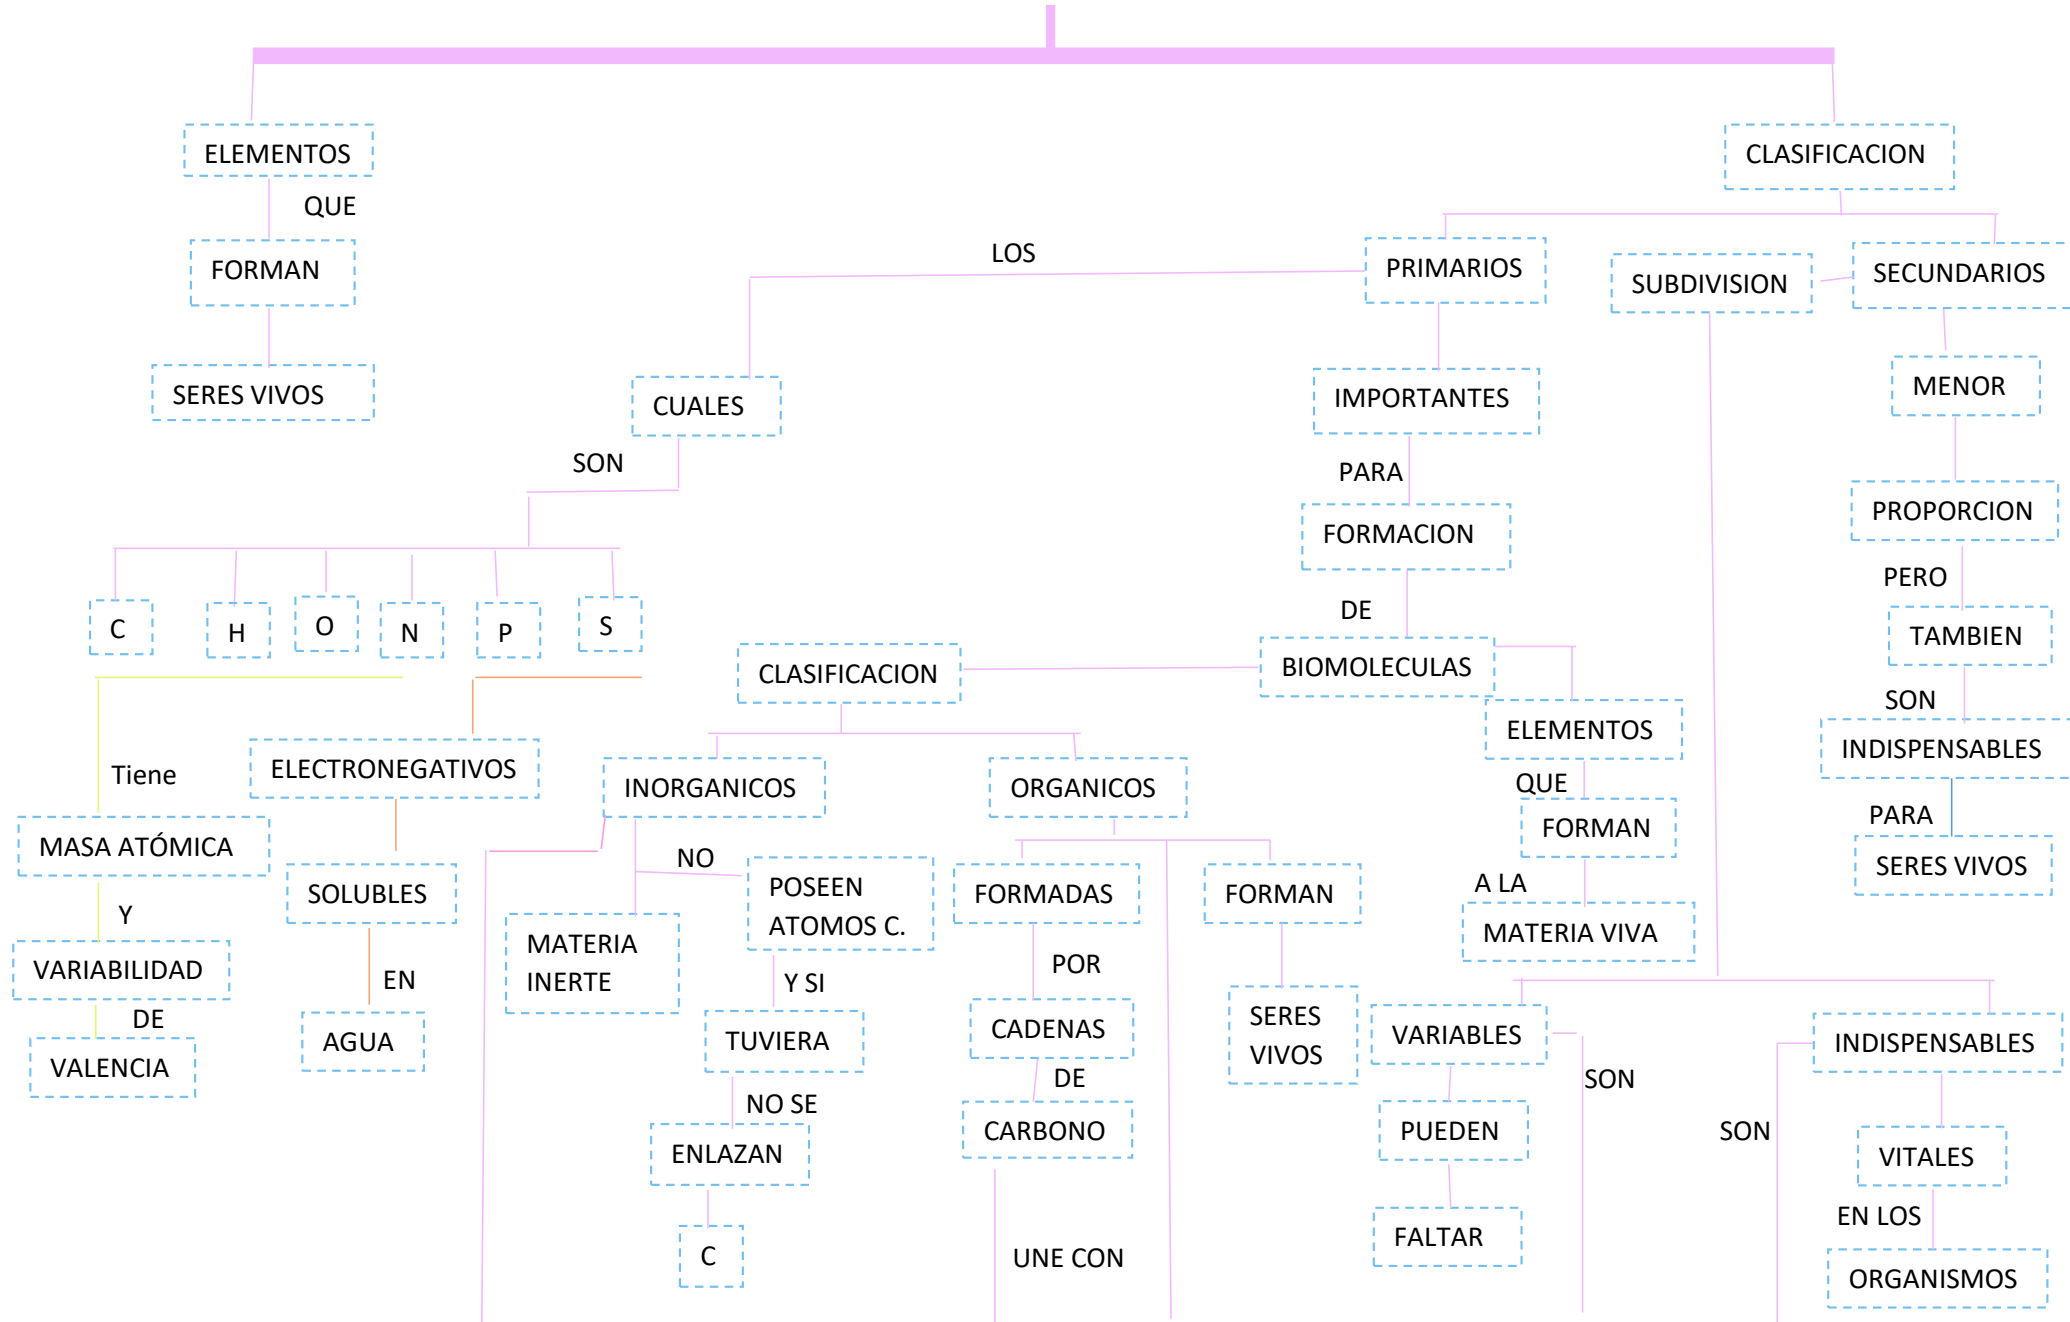 ELEMENTOS
CLASIFICACION
QUE
LOS
FORMAN
PRIMARIOS
SUBDIVISION
SECUNDARIOS
SERES VIVOS
CUALES
IMPORTANTES
MENOR
SON
PARA
PROPORCION
FORMACION
PERO
C
H
O
N
P
S
DE
TAMBIEN
CLASIFICACION
BIOMOLECULAS
SON
ELEMENTOS
INDISPENSABLES
Tiene
ELECTRONEGATIVOS
INORGANICOS
ORGANICOS
QUE
PARA
MASA ATÓMICA
NO
FORMAN
SERES VIVOS
SOLUBLES
POSEEN
ATOMOS C.
FORMADAS
FORMAN
A LA
Y
MATERIA
INERTE
MATERIA VIVA
VARIABILIDAD
EN
Y SI
POR
DE
AGUA
TUVIERA
CADENAS
SERES
VIVOS
VARIABLES
INDISPENSABLES
VALENCIA
NO SE
DE
SON
ENLAZAN
CARBONO
PUEDEN
SON
VITALES
C
UNE CON
FALTAR
EN LOS
ORGANISMOS